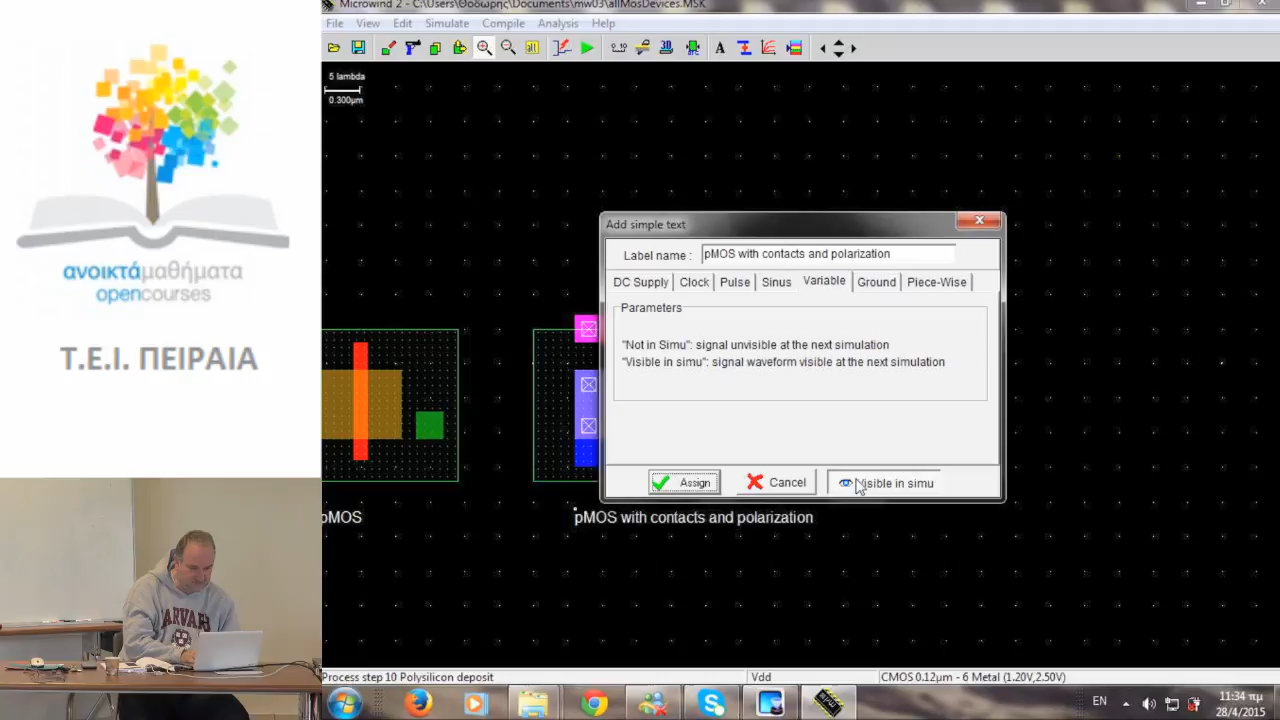 Microwind 2 - C:\Users\Θοδωρής\Documents\mw03\allMosDevices.MSK
File View Edit Simulate Compile Analysis Help
5 lambda
0.300µm
ανοικτάμαθήματα
opencourses
Τ.Ε.Ι. ΠΕΙΡΑΙΑ
Add simple text
Label name : pMOS with contacts and polarization
DC Supply Clock Pulse Sinus Variable Ground Piece-Wise
Parameters
"Not in Simu": signal unvisible at the next simulation
"Visible in simu": signal waveform visible at the next simulation
Assign Cancel Visible in simu
pMOS pMOS with contacts and polarization
HARVARD
Process step 10 Polysilicon deposit Vdd CMOS 0.12µm - 6 Metal (1.20V,2.50V)
EN 11:34 πμ
28/4/2015